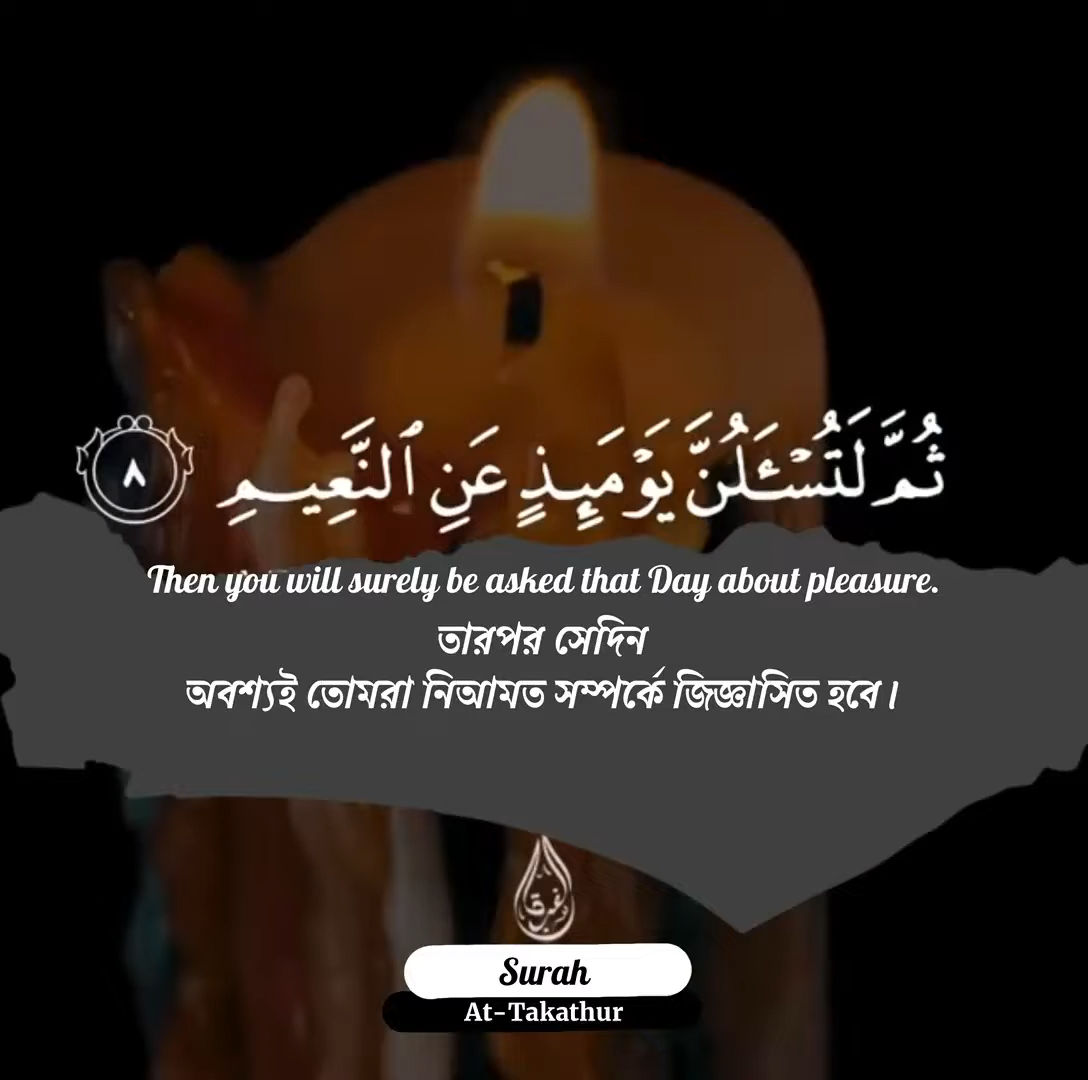 ثُمَّ لَتُسْـَٔلُنَّ يَوْمَئِذٍ عَنِ ٱلنَّعِيمِ ٨
Then you will surely be asked that Day about pleasure.
তারপর সেদিন
অবশ্যই তোমরা নিআমত সম্পর্কে জিজ্ঞাসিত হবে।
Surah
At-Takathur